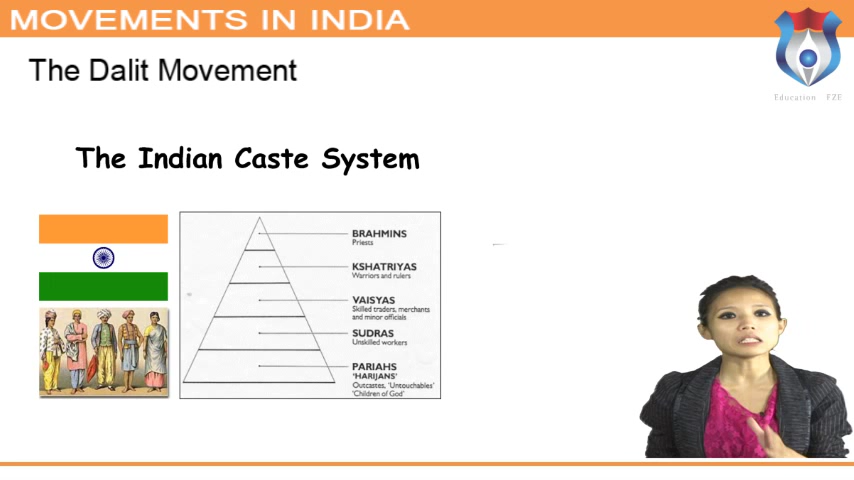 MOVEMENTS IN INDIA
Education FZE
The Dalit Movement
The Indian Caste System
BRAHMINS
Priests
KSHATRIYAS
Warriors and rulers
VAISYAS
Skilled traders, merchants
and minor officials
SUDRAS
Unskilled workers
PARIAHS
'HARIJANS'
Outcastes, 'Untouchables'
'Children of God'